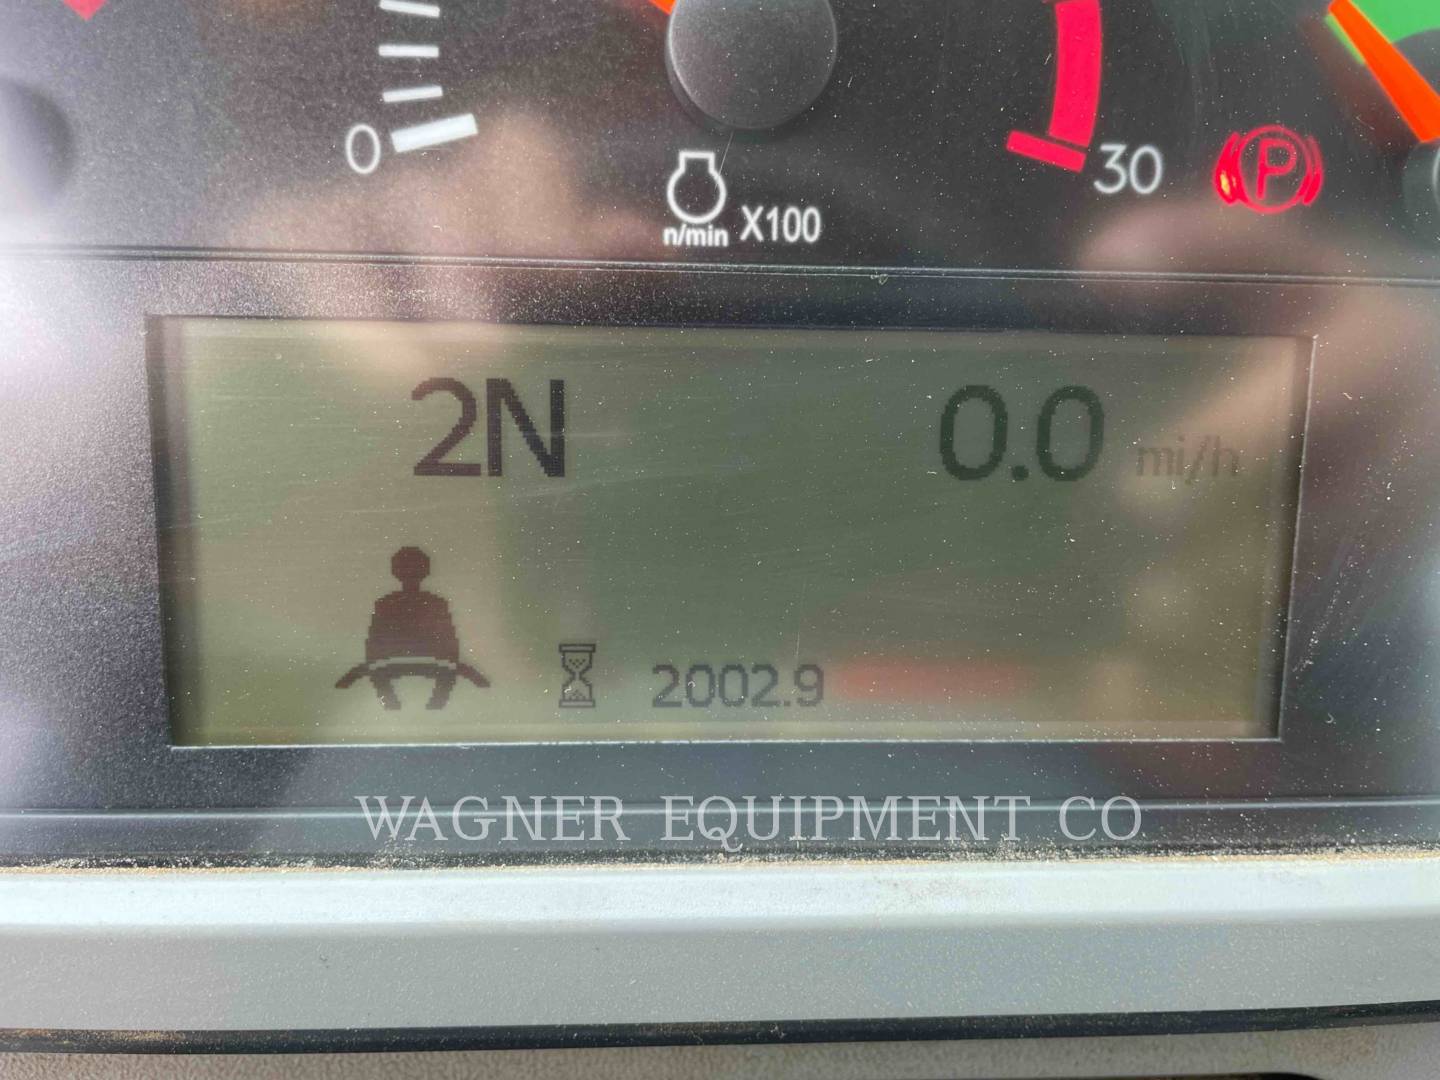 0
30
P
n/min X100
2N 0.0 mi/h
2002.9
WAGNER EQUIPMENT CO